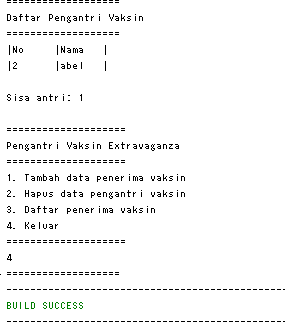 ===================
Daftar Pengantri Vaksin
===================
|No |Nama |
|2 |abel |
Sisa antri: 1
====================
Pengantri Vaksin Extravaganza
====================
1. Tambah data penerima vaksin
2. Hapus data pengantri vaksin
3. Daftar penerima vaksin
4. Keluar
====================
4
===================
------------------------------------------------
BUILD SUCCESS
------------------------------------------------